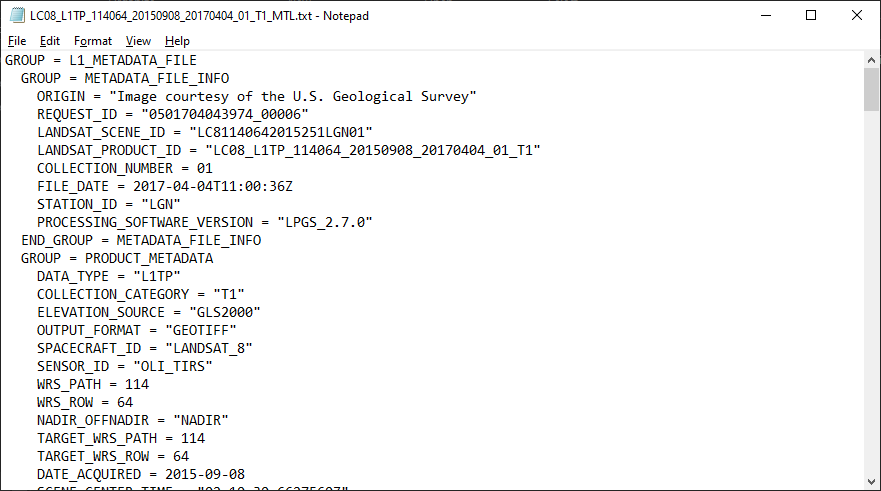 LC08_L1TP_114064_20150908_20170404_01_T1_MTL.txt - Notepad
File Edit Format View Help
GROUP = L1_METADATA_FILE
GROUP = METADATA_FILE_INFO
ORIGIN = "Image courtesy of the U.S. Geological Survey"
REQUEST_ID = "0501704043974_00006"
LANDSAT_SCENE_ID = "LC81140642015251LGN01"
LANDSAT_PRODUCT_ID = "LC08_L1TP_114064_20150908_20170404_01_T1"
COLLECTION_NUMBER = 01
FILE_DATE = 2017-04-04T11:00:36Z
STATION_ID = "LGN"
PROCESSING_SOFTWARE_VERSION = "LPGS_2.7.0"
END_GROUP = METADATA_FILE_INFO
GROUP = PRODUCT_METADATA
DATA_TYPE = "L1TP"
COLLECTION_CATEGORY = "T1"
ELEVATION_SOURCE = "GLS2000"
OUTPUT_FORMAT = "GEOTIFF"
SPACECRAFT_ID = "LANDSAT_8"
SENSOR_ID = "OLI_TIRS"
WRS_PATH = 114
WRS_ROW = 64
NADIR_OFFNADIR = "NADIR"
TARGET_WRS_PATH = 114
TARGET_WRS_ROW = 64
DATE_ACQUIRED = 2015-09-08
SCENE_CENTER_TIME =